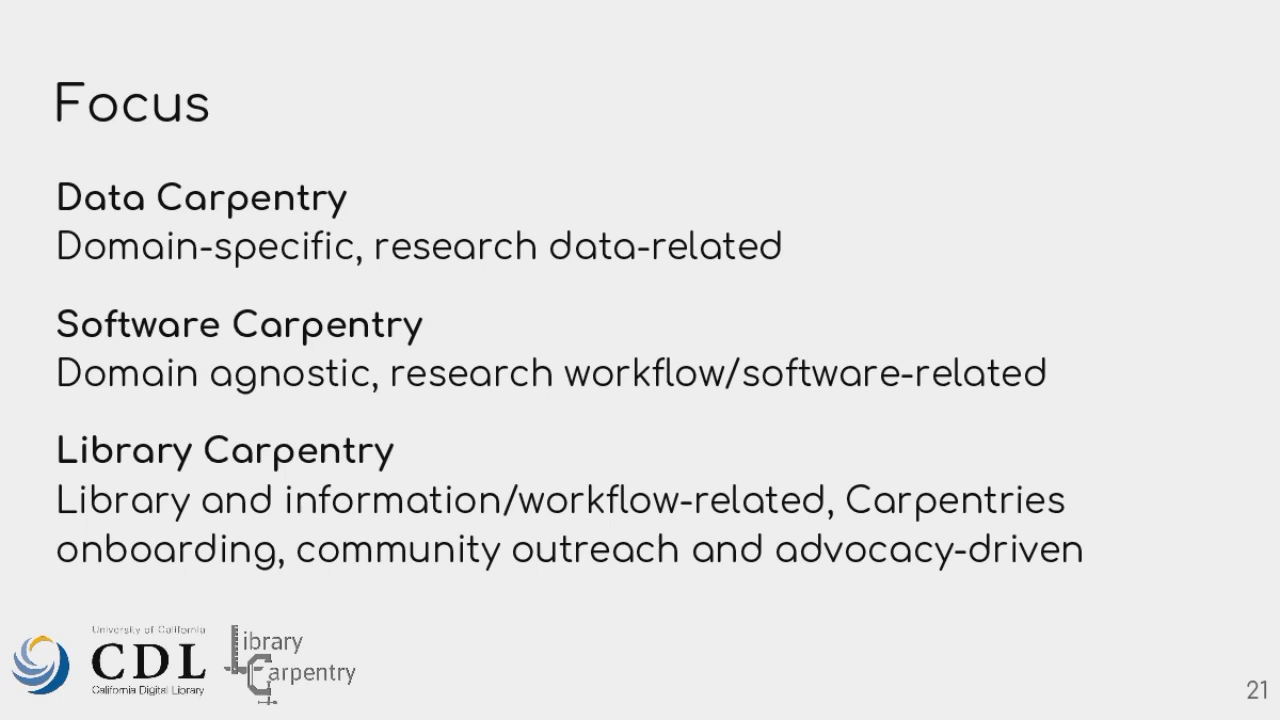 Focus
Data Carpentry
Domain-specific, research data-related
Software Carpentry
Domain agnostic, research workflow/software-related
Library Carpentry
Library and information/workflow-related, Carpentries
onboarding, community outreach and advocacy-driven
University of California
CDL
California Digital Library
Library
Carpentry
21